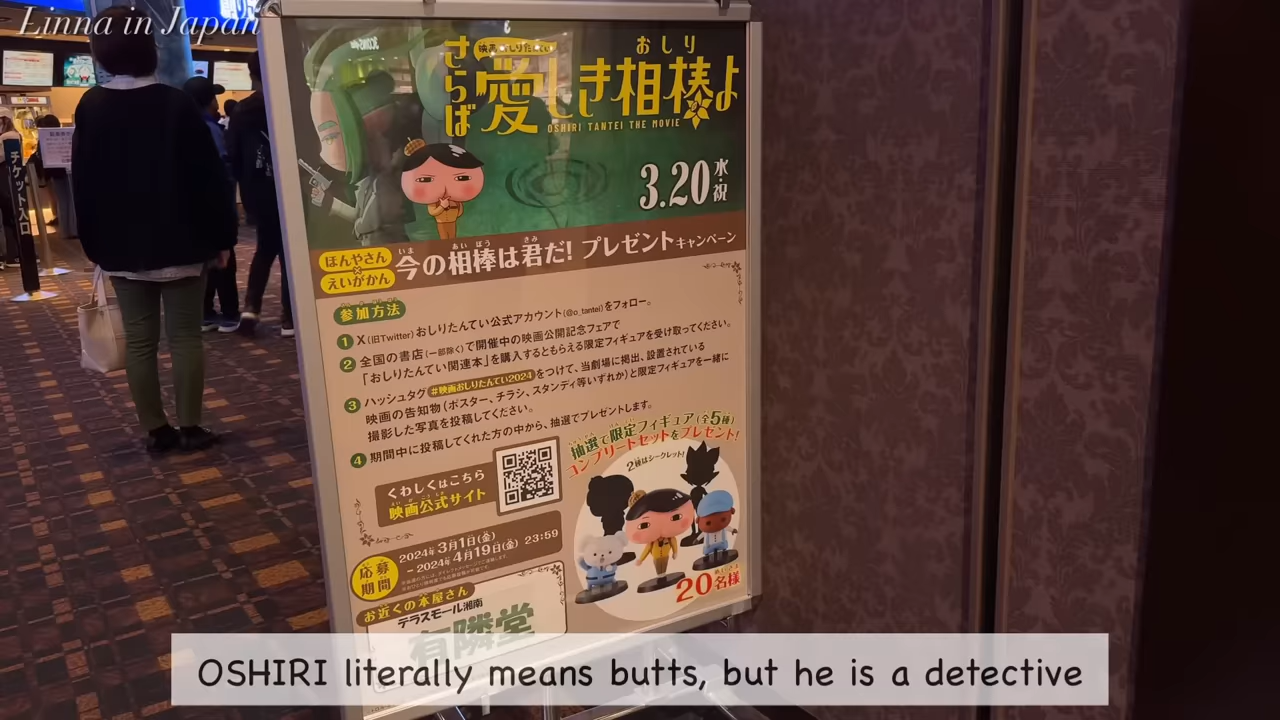 Linna in Japan
チケット入口
映画おしりたんてい
さらば愛しき相棒よ
おしり
OSHIRI TANTEI THE MOVIE
3.20水・祝
ほんやさん
×
えいがかん
今の相棒は君だ! プレゼントキャンペーン
いま あいぼう きみ
参加方法
1 X(旧Twitter)おしりたんてい公式アカウント(@o_tantei)をフォロー。
2 全国の書店(一部除く)で開催中の映画公開記念フェアで
「おしりたんてい関連本」を購入するともらえる限定フィギュアを受け取ってください。
3 ハッシュタグ#映画おしりたんてい2024をつけて、当劇場に掲出、設置されている
映画の告知物(ポスター、チラシ、スタンディ等いずれか)と限定フィギュアを一緒に
撮影した写真を投稿してください。
4 期間中に投稿してくれた方の中から、抽選でプレゼントします。
くわしくはこちら
映画公式サイト
抽選で限定フィギュア(全5種)
コンプリートセットをプレゼント!
2種はシークレット!
20名様
応募
期間
2024年3月1日(金)
~2024年4月19日(金) 23:59
お近くの本屋さん
テラスモール湘南
有隣堂
OSHIRI literally means butts, but he is a detective